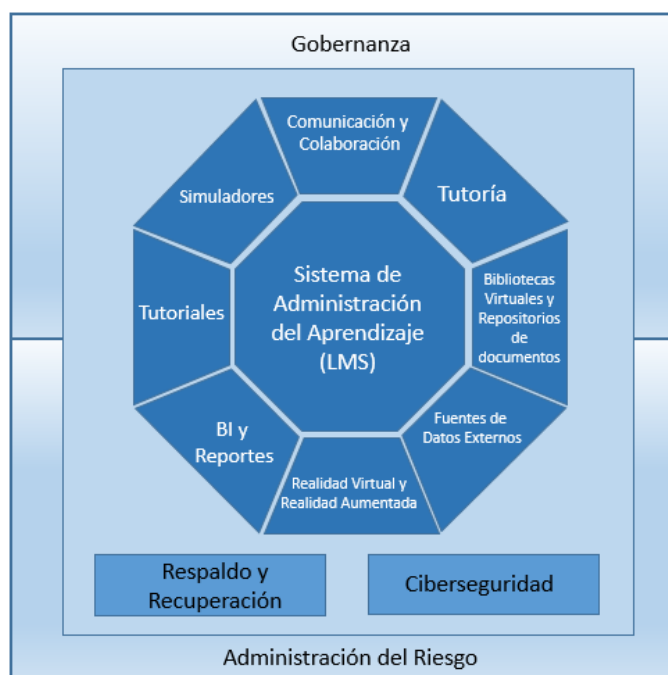 Gobernanza
Comunicación y
Colaboración
Simuladores
Tutoría
Sistema de
Administración
del Aprendizaje
(LMS)
Tutoriales
Bibliotecas
Virtuales y
Repositorios
de
documentos
BI y
Reportes
Fuentes de
Datos Externos
Realidad Virtual y
Realidad Aumentada
Respaldo y
Recuperación
Ciberseguridad
Administración del Riesgo